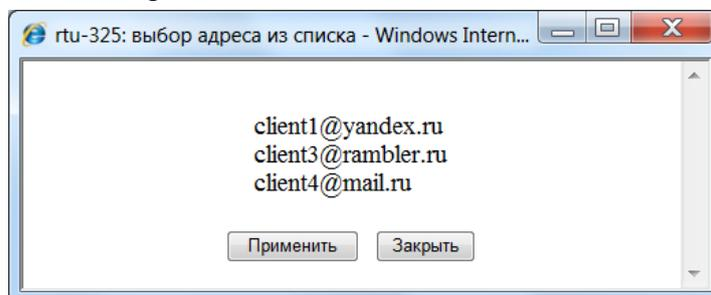 rtu-325: выбор адреса из списка - Windows Intern...
client1@yandex.ru
client3@rambler.ru
client4@mail.ru
Применить Закрыть